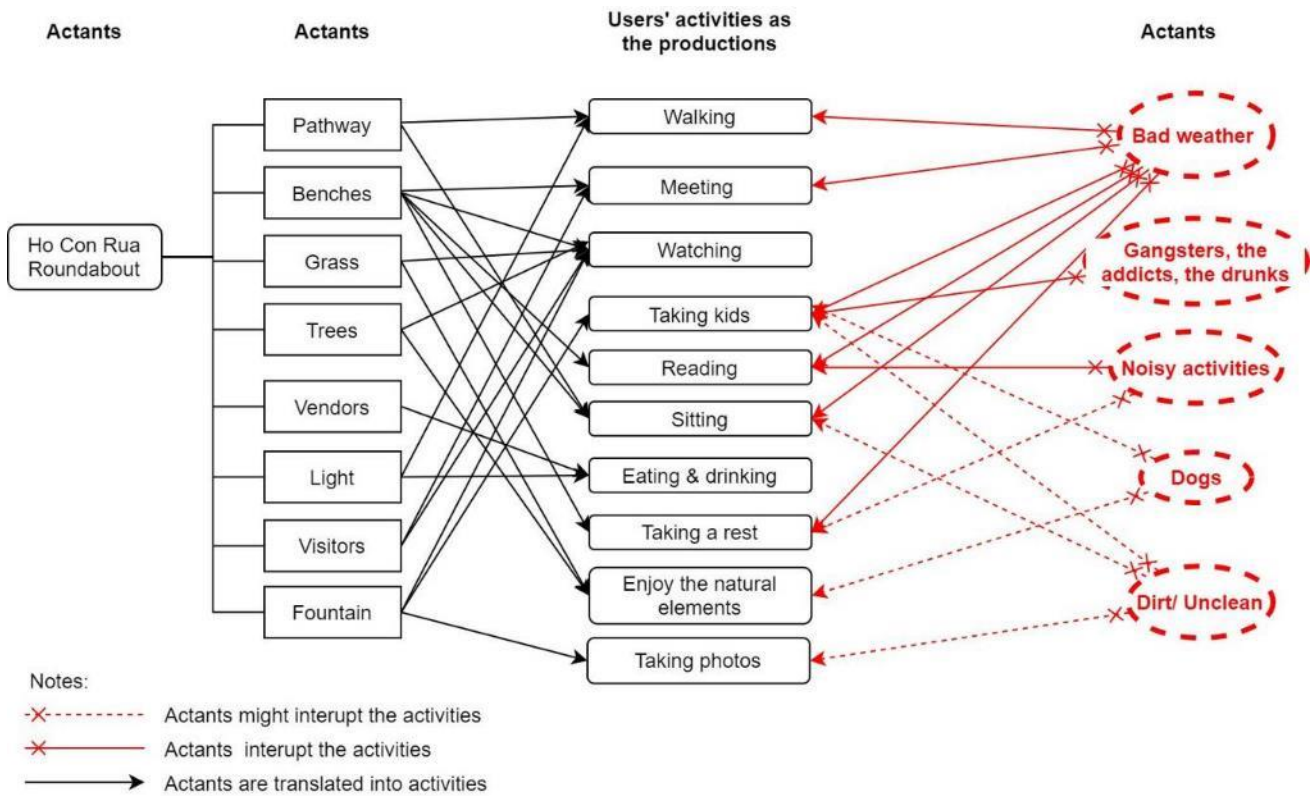 Actants
Actants
Users' activities as
the productions
Actants
Ho Con Rua
Roundabout
Pathway
Benches
Grass
Trees
Vendors
Light
Visitors
Fountain
Walking
Meeting
Watching
Taking kids
Reading
Sitting
Eating & drinking
Taking a rest
Enjoy the natural
elements
Taking photos
Bad weather
Gangsters, the
addicts, the drunks
Noisy activities
Dogs
Dirt/ Unclean
Notes:
Actants might interupt the activities
Actants interupt the activities
Actants are translated into activities